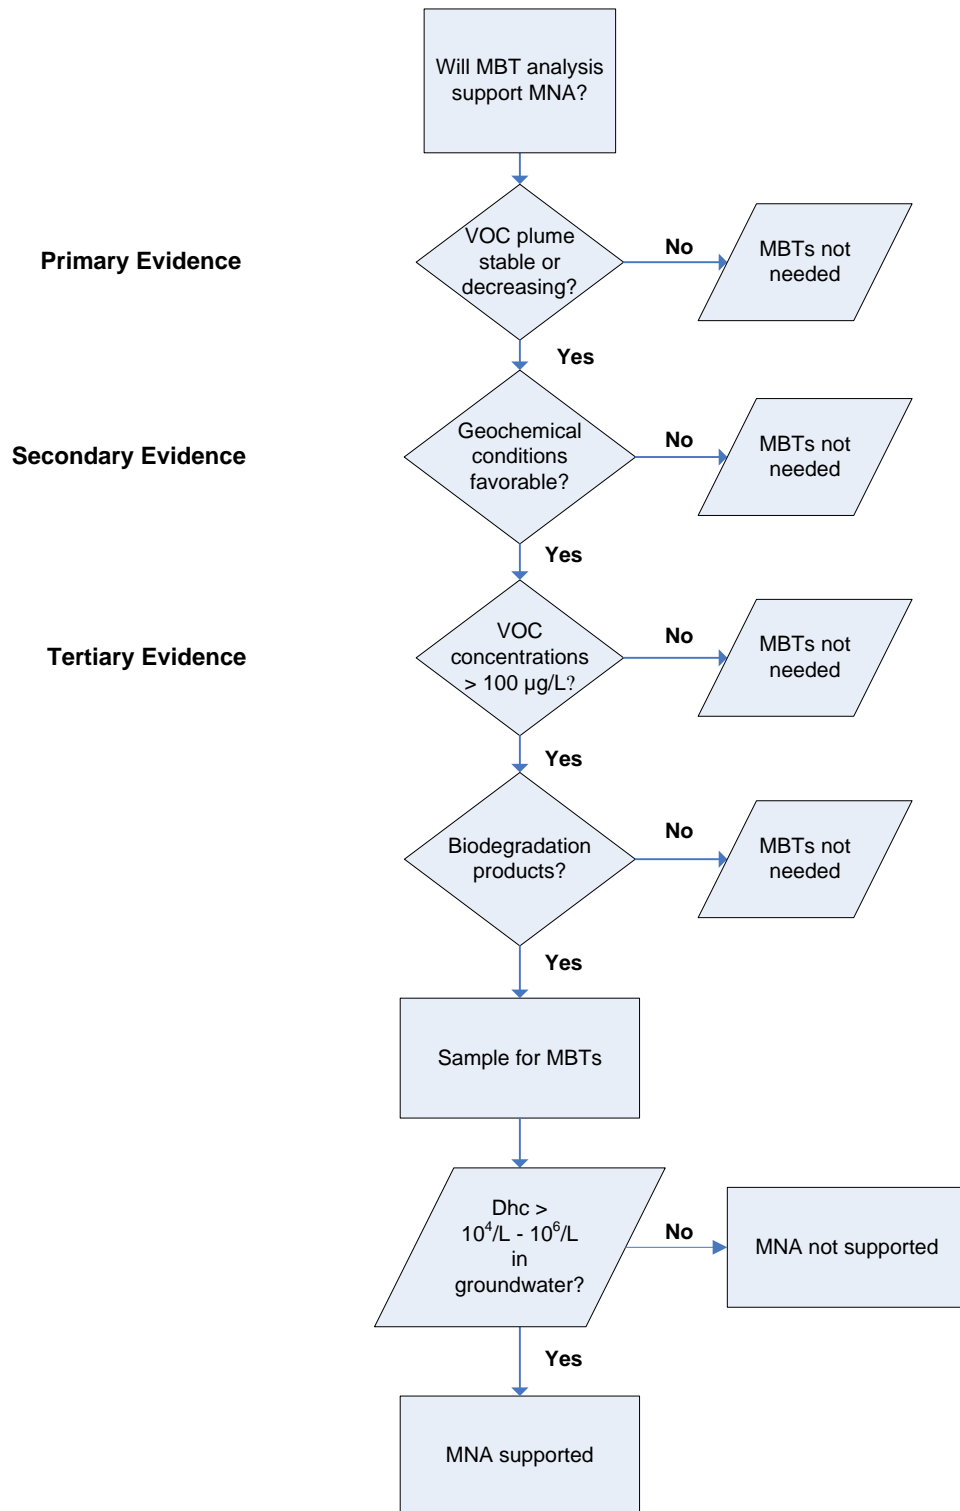 Will MBT analysis
support MNA?
Primary Evidence
VOC plume
stable or
decreasing?
No
MBTs not
needed
Yes
Secondary Evidence
Geochemical
conditions
favorable?
No
MBTs not
needed
Yes
Tertiary Evidence
VOC
concentrations
> 100 µg/L?
No
MBTs not
needed
Yes
Biodegradation
products?
No
MBTs not
needed
Yes
Sample for MBTs
Dhc >
10⁴/L - 10⁶/L
in
groundwater?
No
MNA not supported
Yes
MNA supported